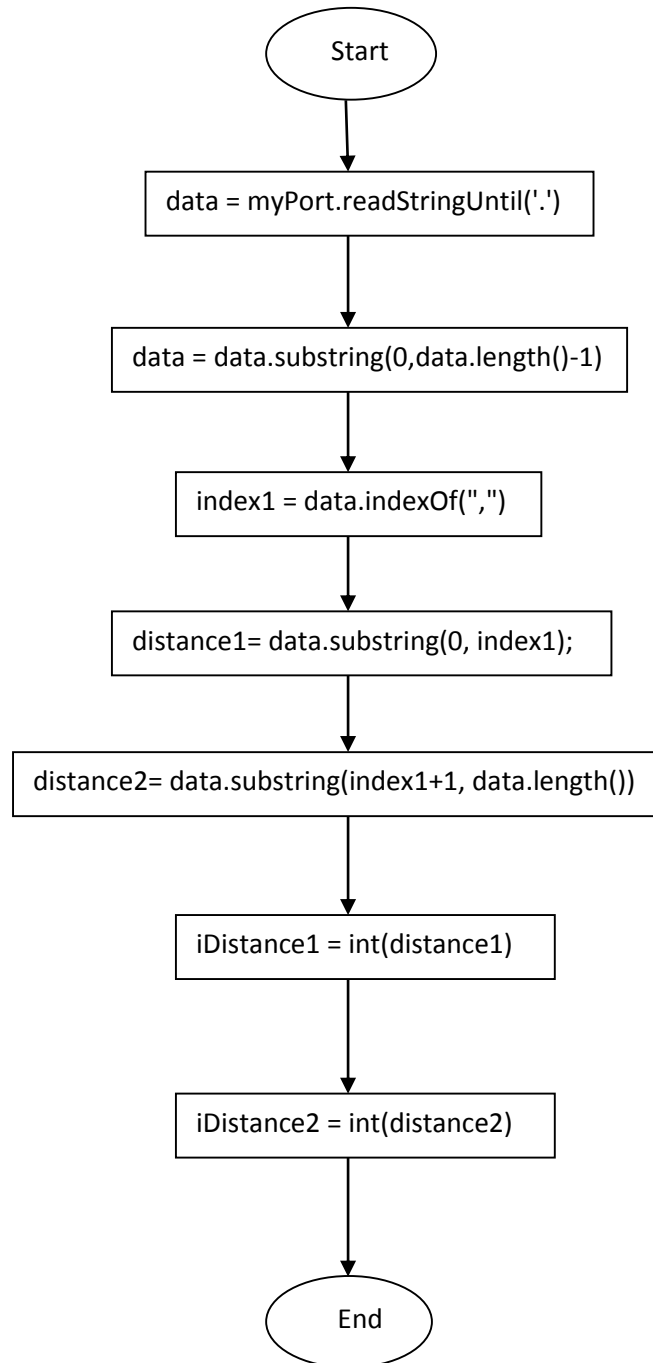 Start
data = myPort.readStringUntil('.')
data = data.substring(0,data.length()-1)
index1 = data.indexOf(",")
distance1= data.substring(0, index1);
distance2= data.substring(index1+1, data.length())
iDistance1 = int(distance1)
iDistance2 = int(distance2)
End